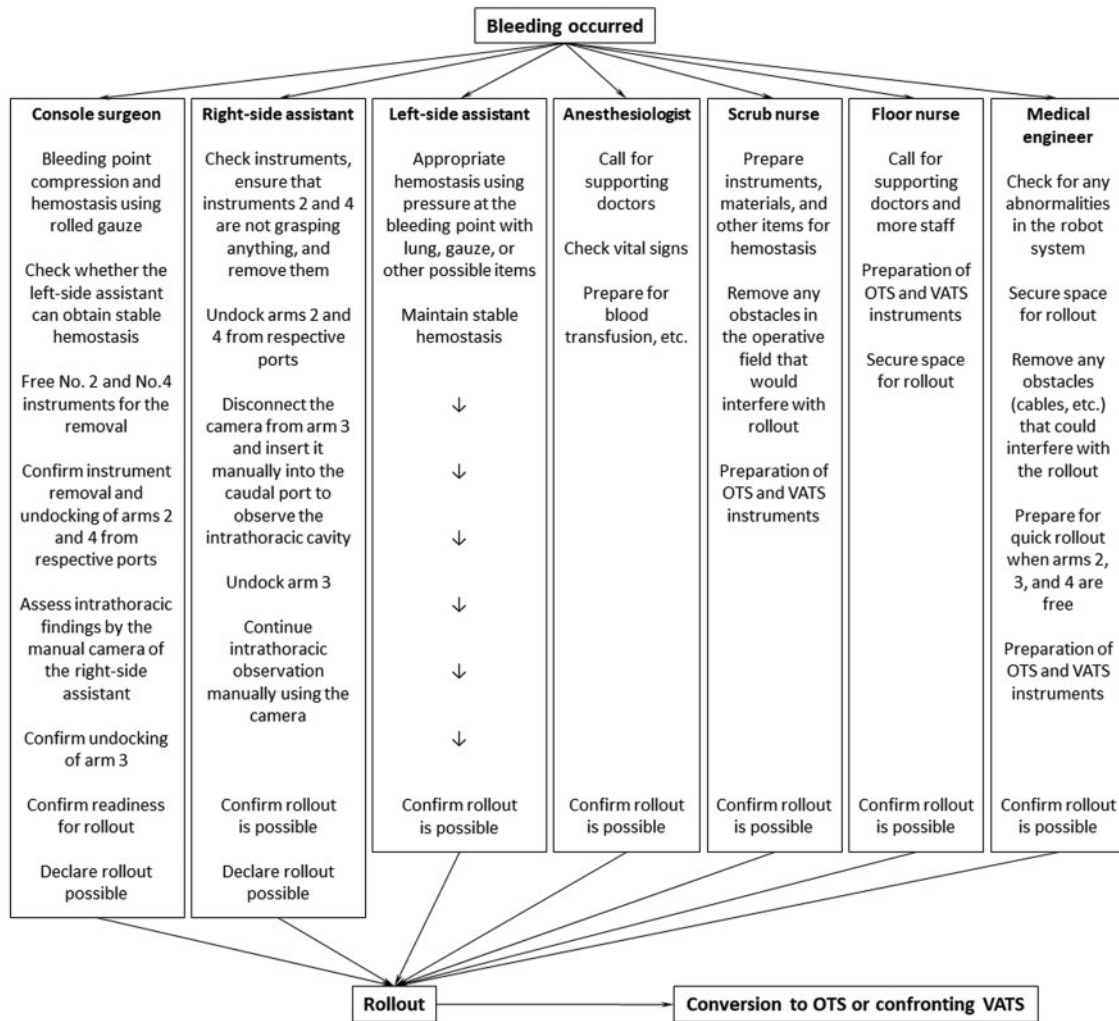 Bleeding occurred
Console surgeon
Bleeding point
compression and
hemostasis using
rolled gauze
Check whether the
left-side assistant
can obtain stable
hemostasis
Free No. 2 and No.4
instruments for the
removal
Confirm instrument
removal and
undocking of arms 2
and 4 from
respective ports
Assess intrathoracic
findings by the
manual camera of
the right-side
assistant
Confirm undocking
of arm 3
Confirm readiness
for rollout
Declare rollout
possible
Right-side assistant
Check instruments,
ensure that
instruments 2 and 4
are not grasping
anything, and
remove them
Undock arms 2 and
4 from respective
ports
Disconnect the
camera from arm 3
and insert it
manually into the
caudal port to
observe the
intrathoracic cavity
Undock arm 3
Continue
intrathoracic
observation
manually using the
camera
Confirm rollout
is possible
Declare rollout
possible
Left-side assistant
Appropriate
hemostasis using
pressure at the
bleeding point with
lung, gauze, or
other possible items
Maintain stable
hemostasis
↓
↓
↓
↓
↓
↓
Confirm rollout
is possible
Anesthesiologist
Call for
supporting
doctors
Check vital signs
Prepare for
blood
transfusion, etc.
Confirm rollout
is possible
Scrub nurse
Prepare
instruments,
materials, and
other items for
hemostasis
Remove any
obstacles in
the operative
field that
would
interfere with
rollout
Preparation of
OTS and VATS
instruments
Confirm rollout
is possible
Floor nurse
Call for
supporting
doctors and
more staff
Preparation of
OTS and VATS
instruments
Secure space
for rollout
Confirm rollout
is possible
Medical
engineer
Check for any
abnormalities
in the robot
system
Secure space
for rollout
Remove any
obstacles
(cables, etc.)
that could
interfere with
the rollout
Prepare for
quick rollout
when arms 2,
3, and 4 are
free
Preparation of
OTS and VATS
instruments
Confirm rollout
is possible
Rollout
Conversion to OTS or confronting VATS